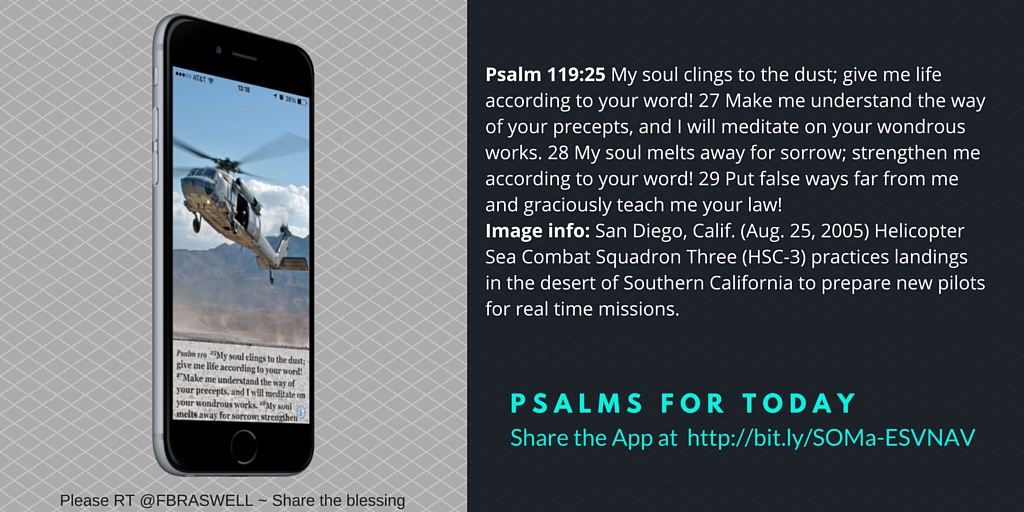 ●●●○○ AT&T
13:18
36%
Psalm 119 25My soul clings to the dust;
give me life according to your word!
27Make me understand the way of
your precepts, and I will meditate on
your wondrous works. 28My soul
melts away for sorrow; strengthen
Please RT @FBRASWELL ~ Share the blessing
Psalm 119:25 My soul clings to the dust; give me life
according to your word! 27 Make me understand the way
of your precepts, and I will meditate on your wondrous
works. 28 My soul melts away for sorrow; strengthen me
according to your word! 29 Put false ways far from me
and graciously teach me your law!
Image info: San Diego, Calif. (Aug. 25, 2005) Helicopter
Sea Combat Squadron Three (HSC-3) practices landings
in the desert of Southern California to prepare new pilots
for real time missions.
PSALMS FOR TODAY
Share the App at http://bit.ly/SOMa-ESVNAV